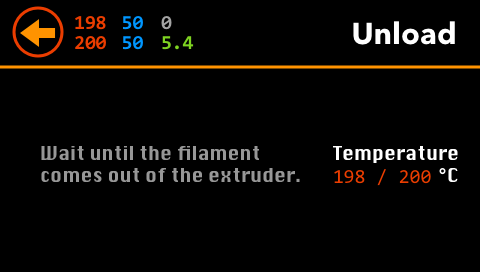 198 50 0
200 50 5.4
Unload
Wait until the filament
comes out of the extruder.
Temperature
198 / 200 °C